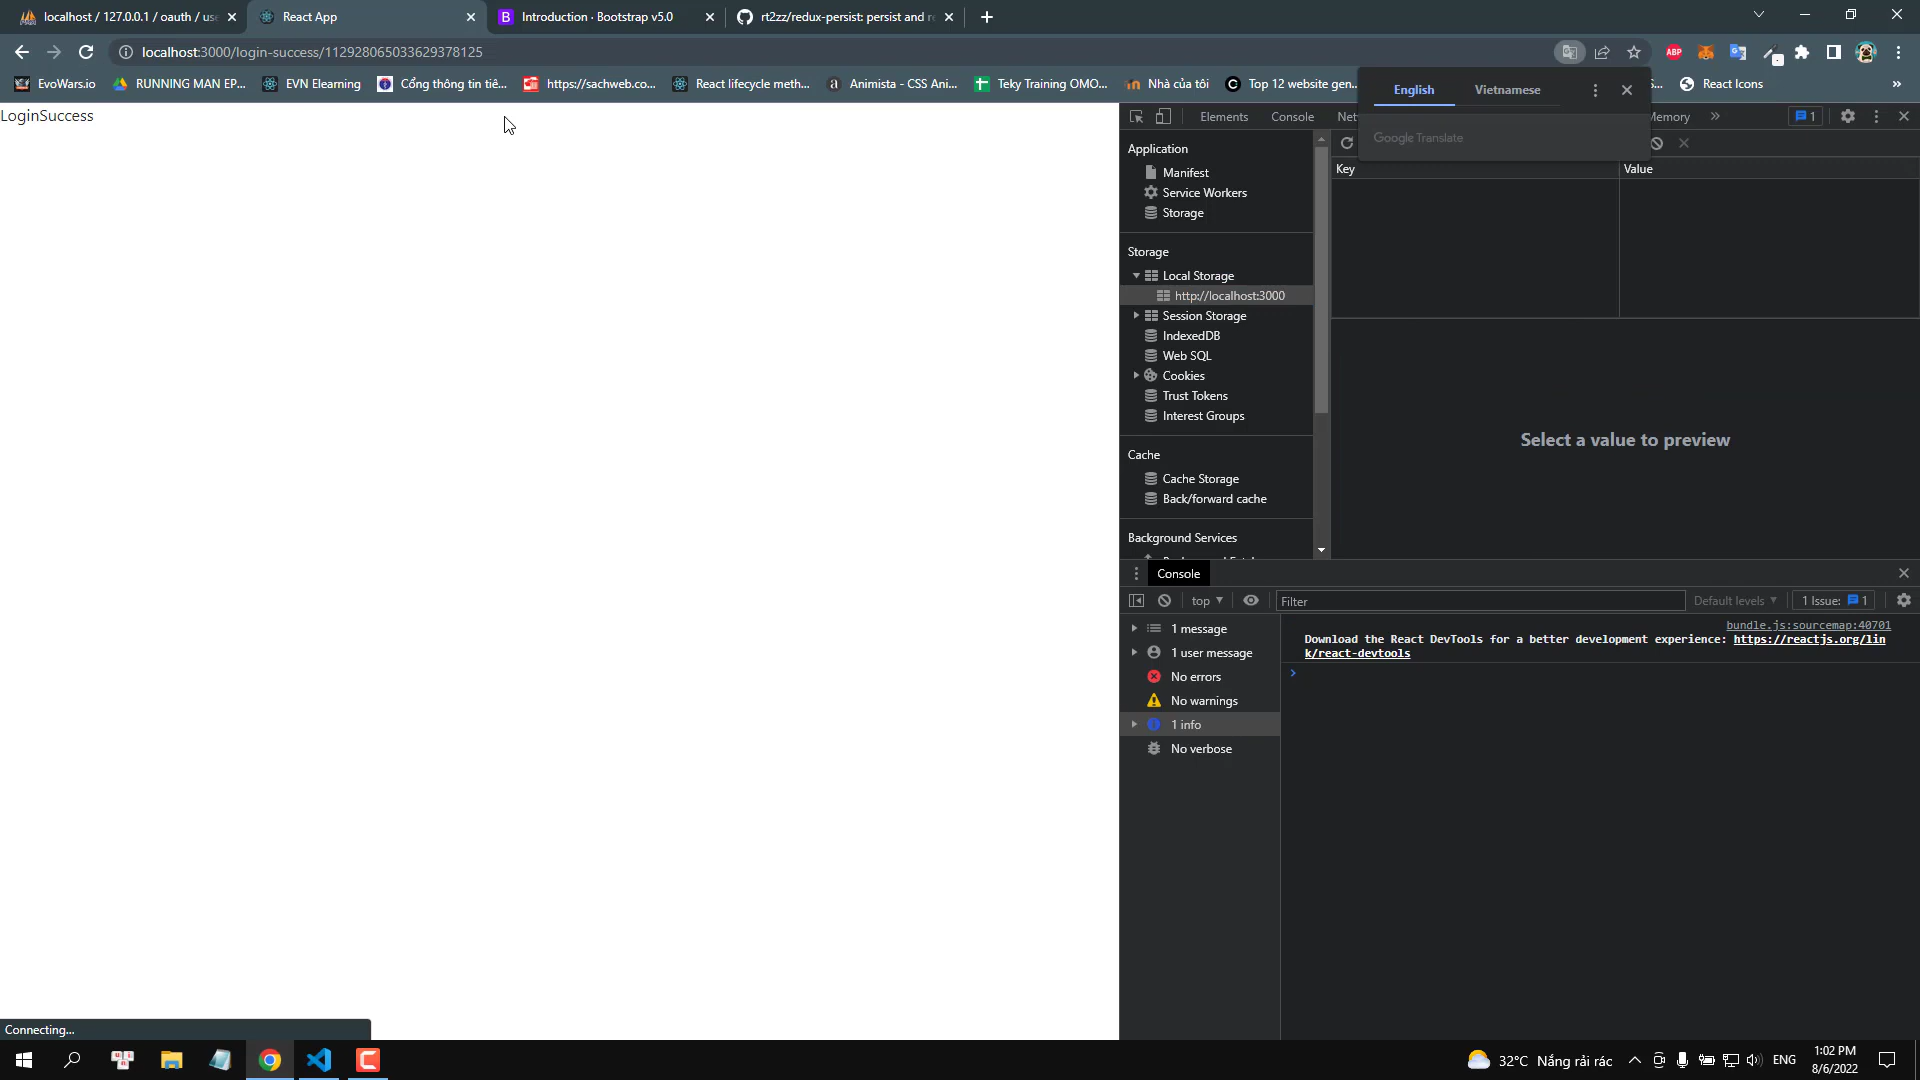 localhost / 127.0.0.1 / oauth / use
React App
Introduction · Bootstrap v5.0
rt2zz/redux-persist: persist and re
localhost:3000/login-success/112928065033629378125
EvoWars.io
RUNNING MAN EP...
EVN Elearning
Cổng thông tin tiê...
https://sachweb.co...
React lifecycle meth...
Animista - CSS Ani...
Teky Training OMO...
Nhà của tôi
Top 12 website gen...
React Icons
English
Vietnamese
Google Translate
LoginSuccess
Elements
Console
Net
Memory
1
Application
Manifest
Service Workers
Storage
Storage
Local Storage
http://localhost:3000
Session Storage
IndexedDB
Web SQL
Cookies
Trust Tokens
Interest Groups
Cache
Cache Storage
Back/forward cache
Background Services
Key
Value
Select a value to preview
Console
top
Filter
Default levels
1 Issue: 1
1 message
1 user message
No errors
No warnings
1 info
No verbose
bundle.js:sourcemap:40701
Download the React DevTools for a better development experience: https://reactjs.org/lin
k/react-devtools
Connecting...
32°C Nắng rải rác
ENG
1:02 PM
8/6/2022